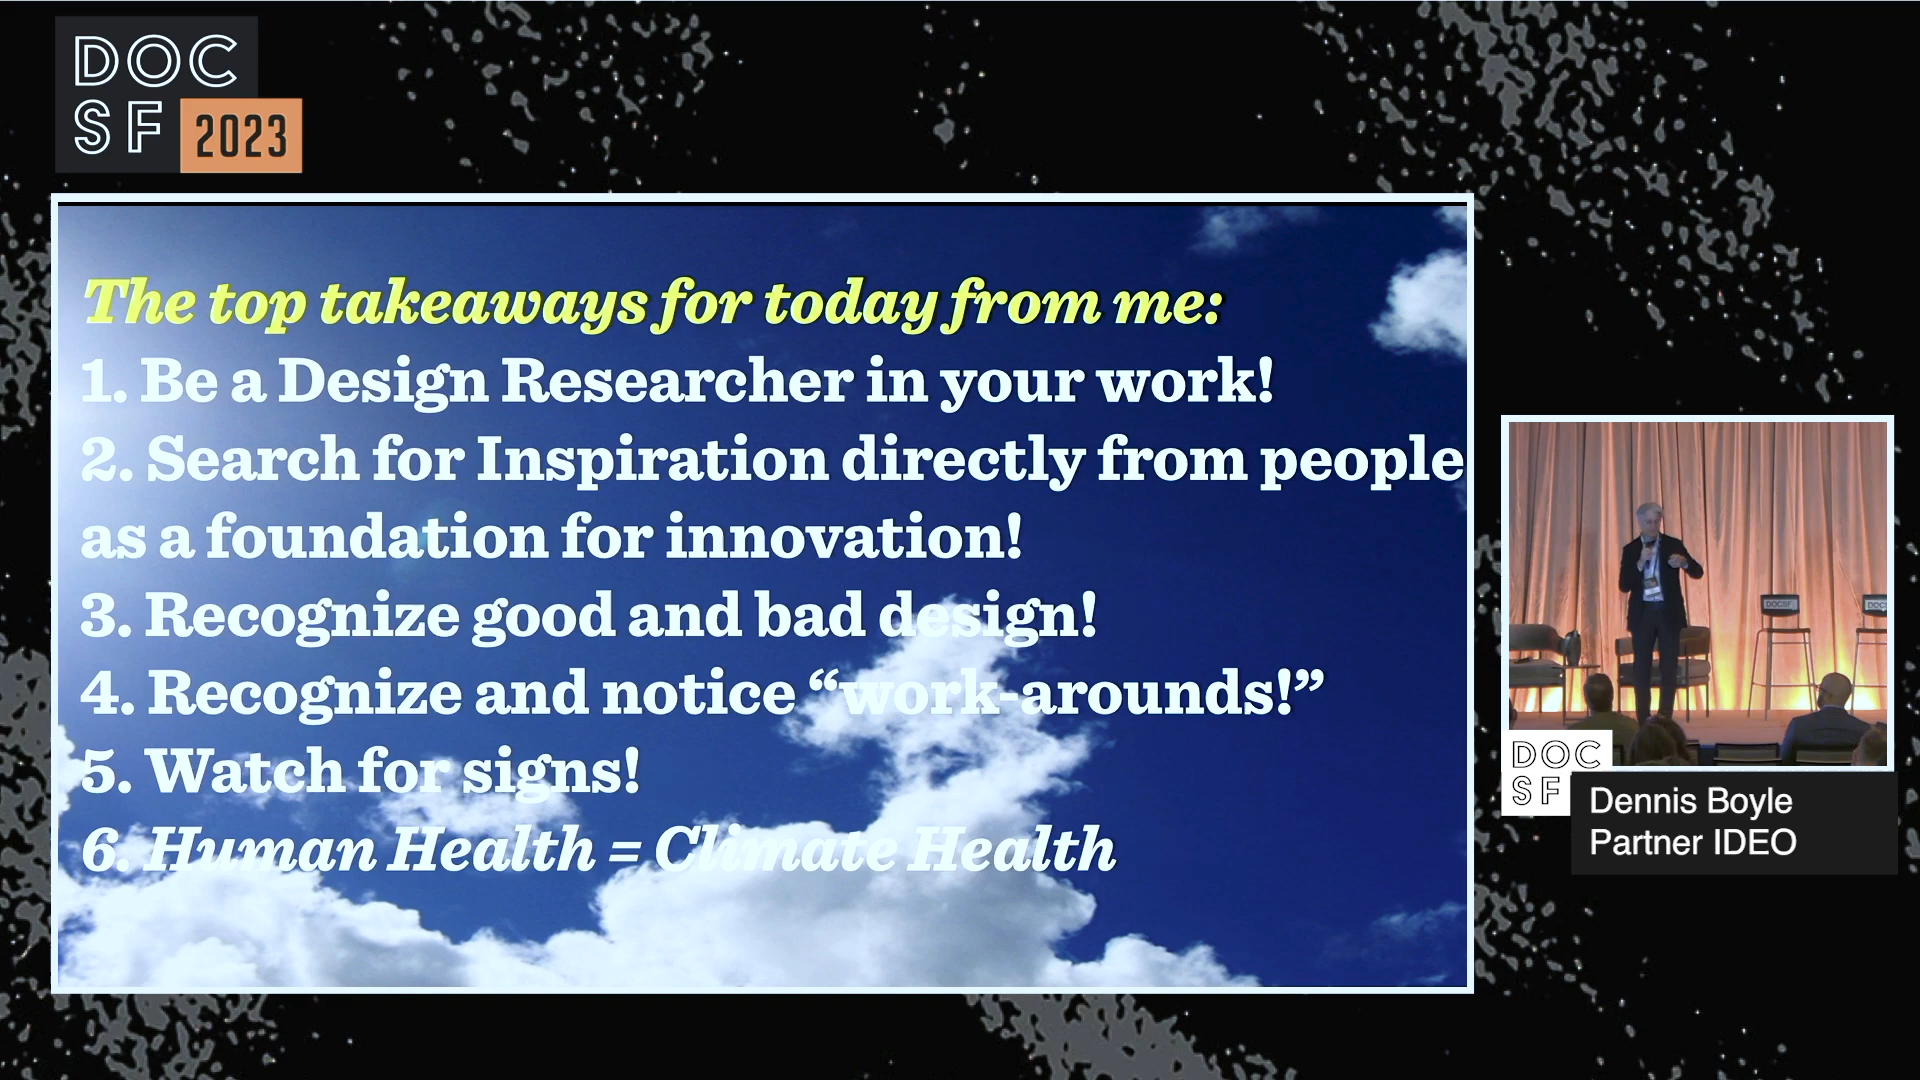 DOC
SF 2023
The top takeaways for today from me:
1. Be a Design Researcher in your work!
2. Search for Inspiration directly from people
as a foundation for innovation!
3. Recognize good and bad design!
4. Recognize and notice “work-arounds!”
5. Watch for signs!
6. Human Health = Climate Health
DOCSF
DOC
SF
Dennis Boyle
Partner IDEO